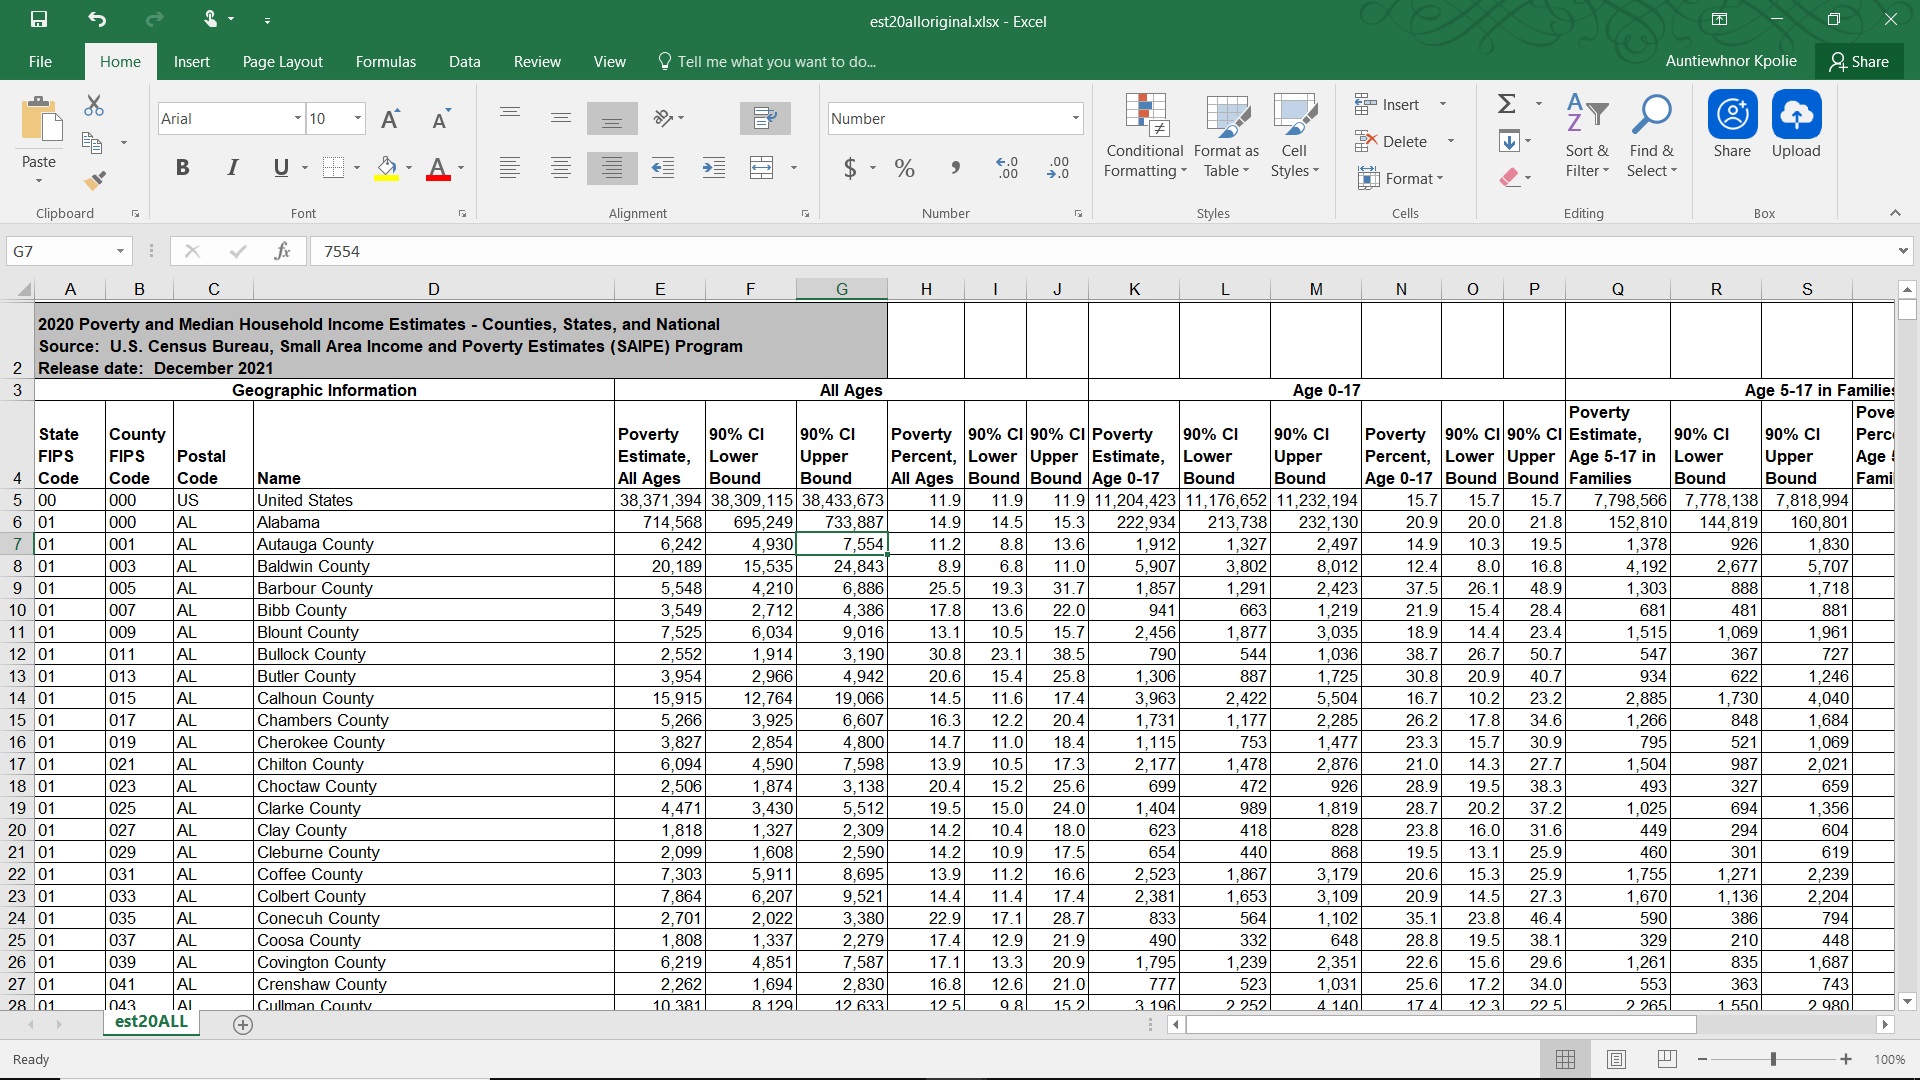 est20alloriginal.xlsx - Excel
File Home Insert Page Layout Formulas Data Review View Tell me what you want to do... Auntiewhnor Kpolie Share
Arial 10 Number
Paste
Conditional Formatting
Format as Table
Cell Styles
Insert
Delete
Format
Sort & Filter
Find & Select
Share
Upload
Clipboard Font Alignment Number Styles Cells Editing Box
G7 fx 7554
A B C D E F G H I J K L M N O P Q R S
2 2020 Poverty and Median Household Income Estimates - Counties, States, and National
Source: U.S. Census Bureau, Small Area Income and Poverty Estimates (SAIPE) Program
Release date: December 2021
3 Geographic Information All Ages Age 0-17 Age 5-17 in Families
4 State FIPS Code County FIPS Code Postal Code Name Poverty Estimate, All Ages 90% CI Lower Bound 90% CI Upper Bound Poverty Percent, All Ages 90% CI Lower Bound 90% CI Upper Bound Poverty Estimate, Age 0-17 90% CI Lower Bound 90% CI Upper Bound Poverty Percent, Age 0-17 90% CI Lower Bound 90% CI Upper Bound Poverty Estimate, Age 5-17 in Families 90% CI Lower Bound 90% CI Upper Bound
5 00 000 US United States 38,371,394 38,309,115 38,433,673 11.9 11.9 11.9 11,204,423 11,176,652 11,232,194 15.7 15.7 15.7 7,798,566 7,778,138 7,818,994
6 01 000 AL Alabama 714,568 695,249 733,887 14.9 14.5 15.3 222,934 213,738 232,130 20.9 20.0 21.8 152,810 144,819 160,801
7 01 001 AL Autauga County 6,242 4,930 7,554 11.2 8.8 13.6 1,912 1,327 2,497 14.9 10.3 19.5 1,378 926 1,830
8 01 003 AL Baldwin County 20,189 15,535 24,843 8.9 6.8 11.0 5,907 3,802 8,012 12.4 8.0 16.8 4,192 2,677 5,707
9 01 005 AL Barbour County 5,548 4,210 6,886 25.5 19.3 31.7 1,857 1,291 2,423 37.5 26.1 48.9 1,303 888 1,718
10 01 007 AL Bibb County 3,549 2,712 4,386 17.8 13.6 22.0 941 663 1,219 21.9 15.4 28.4 681 481 881
11 01 009 AL Blount County 7,525 6,034 9,016 13.1 10.5 15.7 2,456 1,877 3,035 18.9 14.4 23.4 1,515 1,069 1,961
12 01 011 AL Bullock County 2,552 1,914 3,190 30.8 23.1 38.5 790 544 1,036 38.7 26.7 50.7 547 367 727
13 01 013 AL Butler County 3,954 2,966 4,942 20.6 15.4 25.8 1,306 887 1,725 30.8 20.9 40.7 934 622 1,246
14 01 015 AL Calhoun County 15,915 12,764 19,066 14.5 11.6 17.4 3,963 2,422 5,504 16.7 10.2 23.2 2,885 1,730 4,040
15 01 017 AL Chambers County 5,266 3,925 6,607 16.3 12.2 20.4 1,731 1,177 2,285 26.2 17.8 34.6 1,266 848 1,684
16 01 019 AL Cherokee County 3,827 2,854 4,800 14.7 11.0 18.4 1,115 753 1,477 23.3 15.7 30.9 795 521 1,069
17 01 021 AL Chilton County 6,094 4,590 7,598 13.9 10.5 17.3 2,177 1,478 2,876 21.0 14.3 27.7 1,504 987 2,021
18 01 023 AL Choctaw County 2,506 1,874 3,138 20.4 15.2 25.6 699 472 926 28.9 19.5 38.3 493 327 659
19 01 025 AL Clarke County 4,471 3,430 5,512 19.5 15.0 24.0 1,404 989 1,819 28.7 20.2 37.2 1,025 694 1,356
20 01 027 AL Clay County 1,818 1,327 2,309 14.2 10.4 18.0 623 418 828 23.8 16.0 31.6 449 294 604
21 01 029 AL Cleburne County 2,099 1,608 2,590 14.2 10.9 17.5 654 440 868 19.5 13.1 25.9 460 301 619
22 01 031 AL Coffee County 7,303 5,911 8,695 13.9 11.2 16.6 2,523 1,867 3,179 20.6 15.3 25.9 1,755 1,271 2,239
23 01 033 AL Colbert County 7,864 6,207 9,521 14.4 11.4 17.4 2,381 1,653 3,109 20.9 14.5 27.3 1,670 1,136 2,204
24 01 035 AL Conecuh County 2,701 2,022 3,380 22.9 17.1 28.7 833 564 1,102 35.1 23.8 46.4 590 386 794
25 01 037 AL Coosa County 1,808 1,337 2,279 17.4 12.9 21.9 490 332 648 28.8 19.5 38.1 329 210 448
26 01 039 AL Covington County 6,219 4,851 7,587 17.1 13.3 20.9 1,795 1,239 2,351 22.6 15.6 29.6 1,261 835 1,687
27 01 041 AL Crenshaw County 2,262 1,694 2,830 16.8 12.6 21.0 777 523 1,031 25.6 17.2 34.0 553 363 743
28 01 043 AL Cullman County 10,381 8,129 12,633 12.5 9.8 15.2 3,196 2,252 4,140 17.4 12.3 22.5 2,265 1,550 2,980
est20ALL
Ready 100%